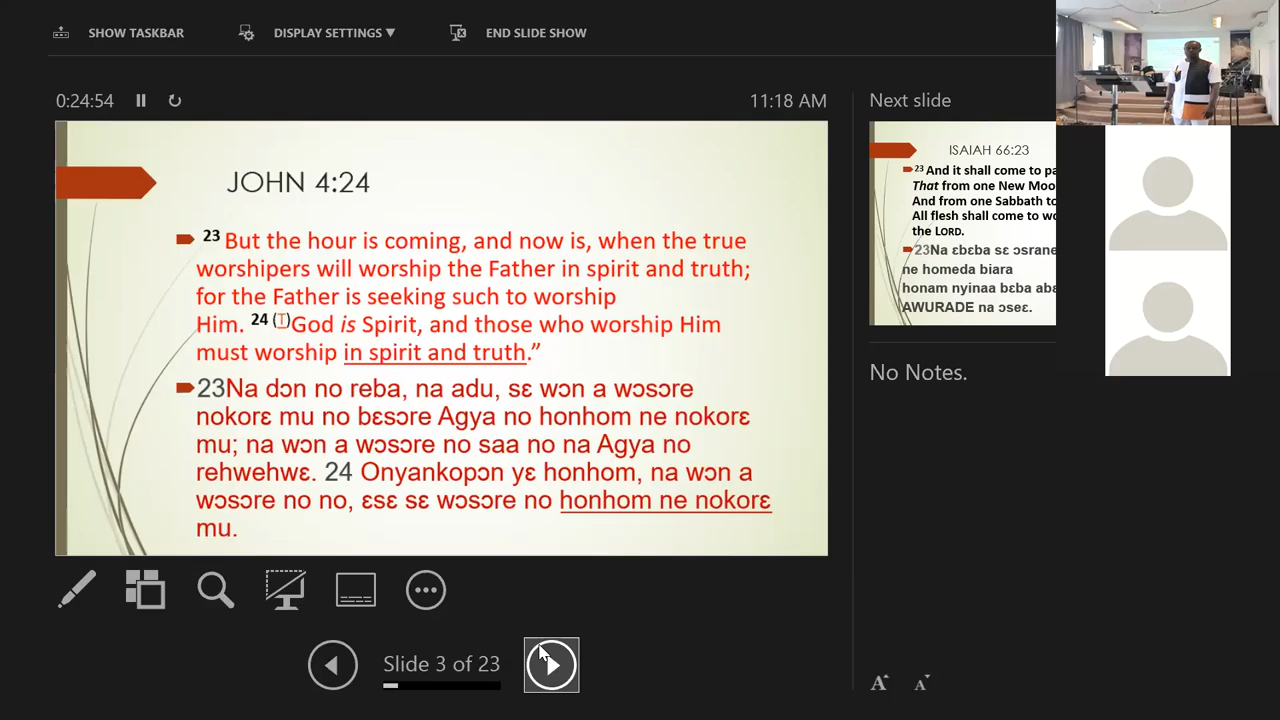 SHOW TASKBAR
DISPLAY SETTINGS ▼
END SLIDE SHOW
0:24:54
11:18 AM
JOHN 4:24
23 But the hour is coming, and now is, when the true
worshipers will worship the Father in spirit and truth;
for the Father is seeking such to worship
Him. 24 (T)God is Spirit, and those who worship Him
must worship in spirit and truth.”
23Na dɔn no reba, na adu, sɛ wɔn a wɔsɔre
nokorɛ mu no bɛsɔre Agya no honhom ne nokorɛ
mu; na wɔn a wɔsɔre no saa no na Agya no
rehwehwɛ. 24 Onyankopɔn yɛ honhom, na wɔn a
wɔsɔre no no, ɛsɛ sɛ wɔsɔre no honhom ne nokorɛ
mu.
Slide 3 of 23
Next slide
ISAIAH 66:23
23 And it shall come to pa
That from one New Moo
And from one Sabbath to
All flesh shall come to wo
the LORD.
23Na ɛbɛba sɛ ɔsrane
ne homeda biara
honam nyinaa bɛba aba
AWURADE na ɔseɛ.
No Notes.
A A